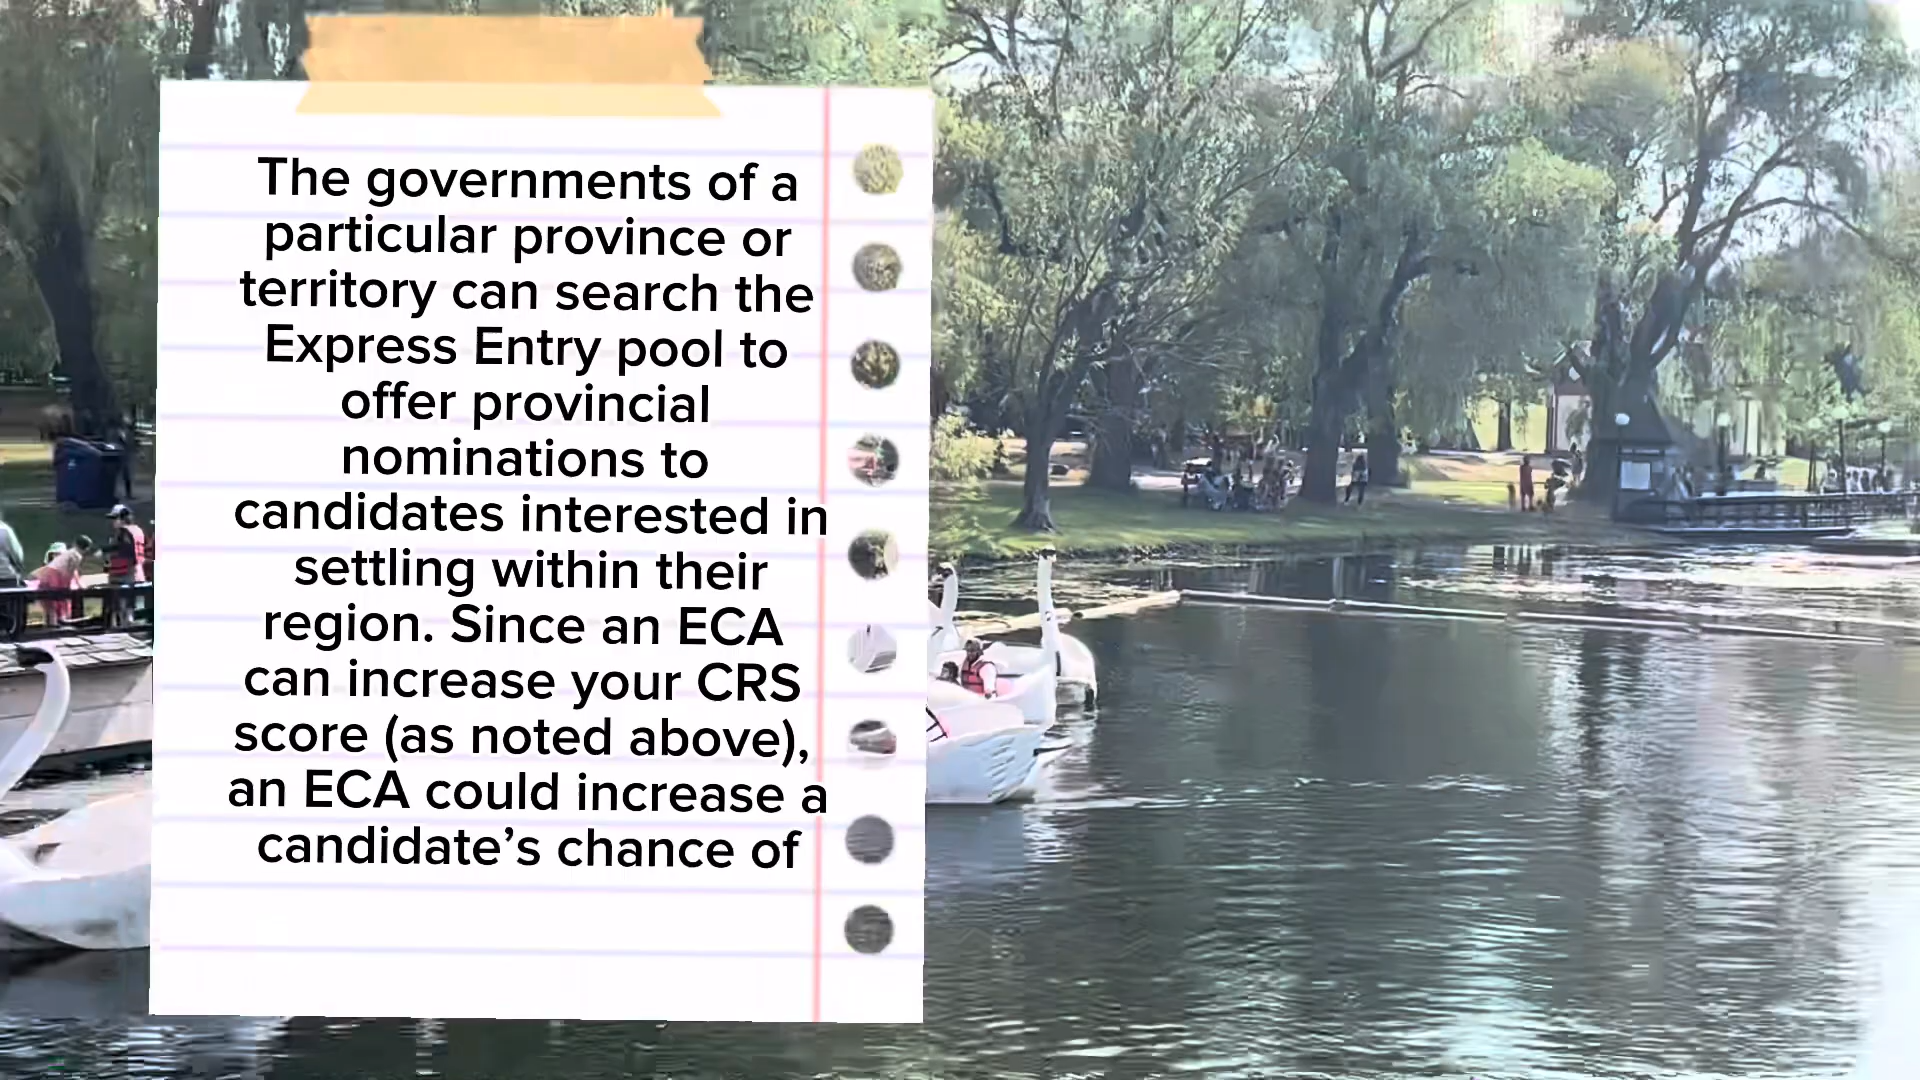 The governments of a
particular province or
territory can search the
Express Entry pool to
offer provincial
nominations to
candidates interested in
settling within their
region. Since an ECA
can increase your CRS
score (as noted above),
an ECA could increase a
candidate’s chance of